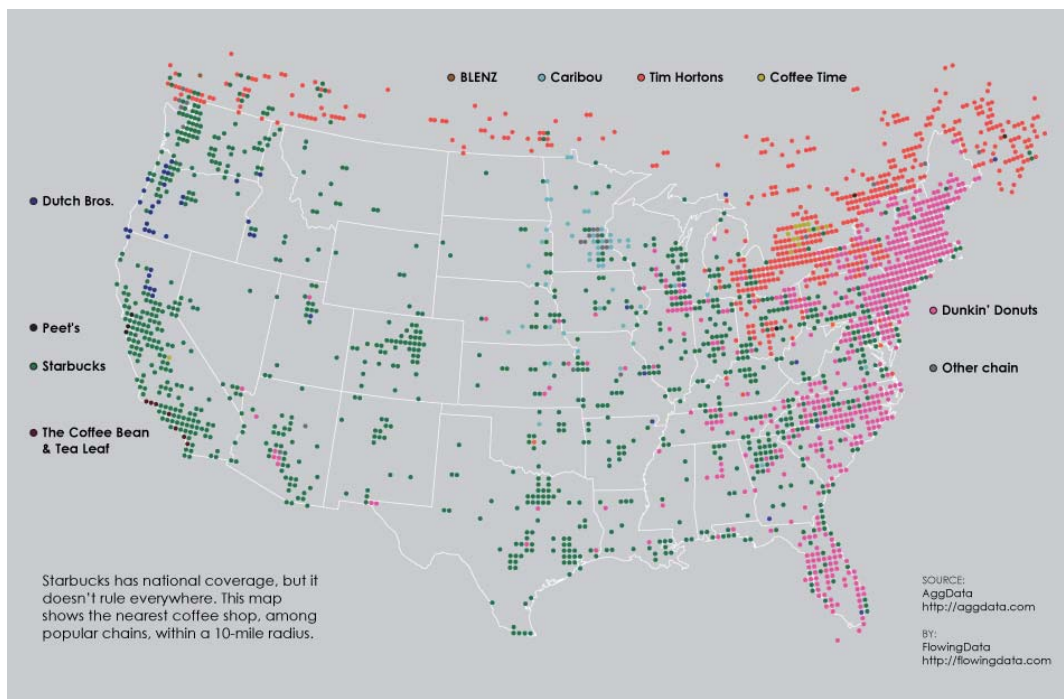 BLENZ
Caribou
Tim Hortons
Coffee Time
Dutch Bros.
Peet's
Starbucks
The Coffee Bean
& Tea Leaf
Dunkin' Donuts
Other chain
Starbucks has national coverage, but it
doesn't rule everywhere. This map
shows the nearest coffee shop, among
popular chains, within a 10-mile radius.
SOURCE:
AggData
http://aggdata.com
BY:
FlowingData
http://flowingdata.com